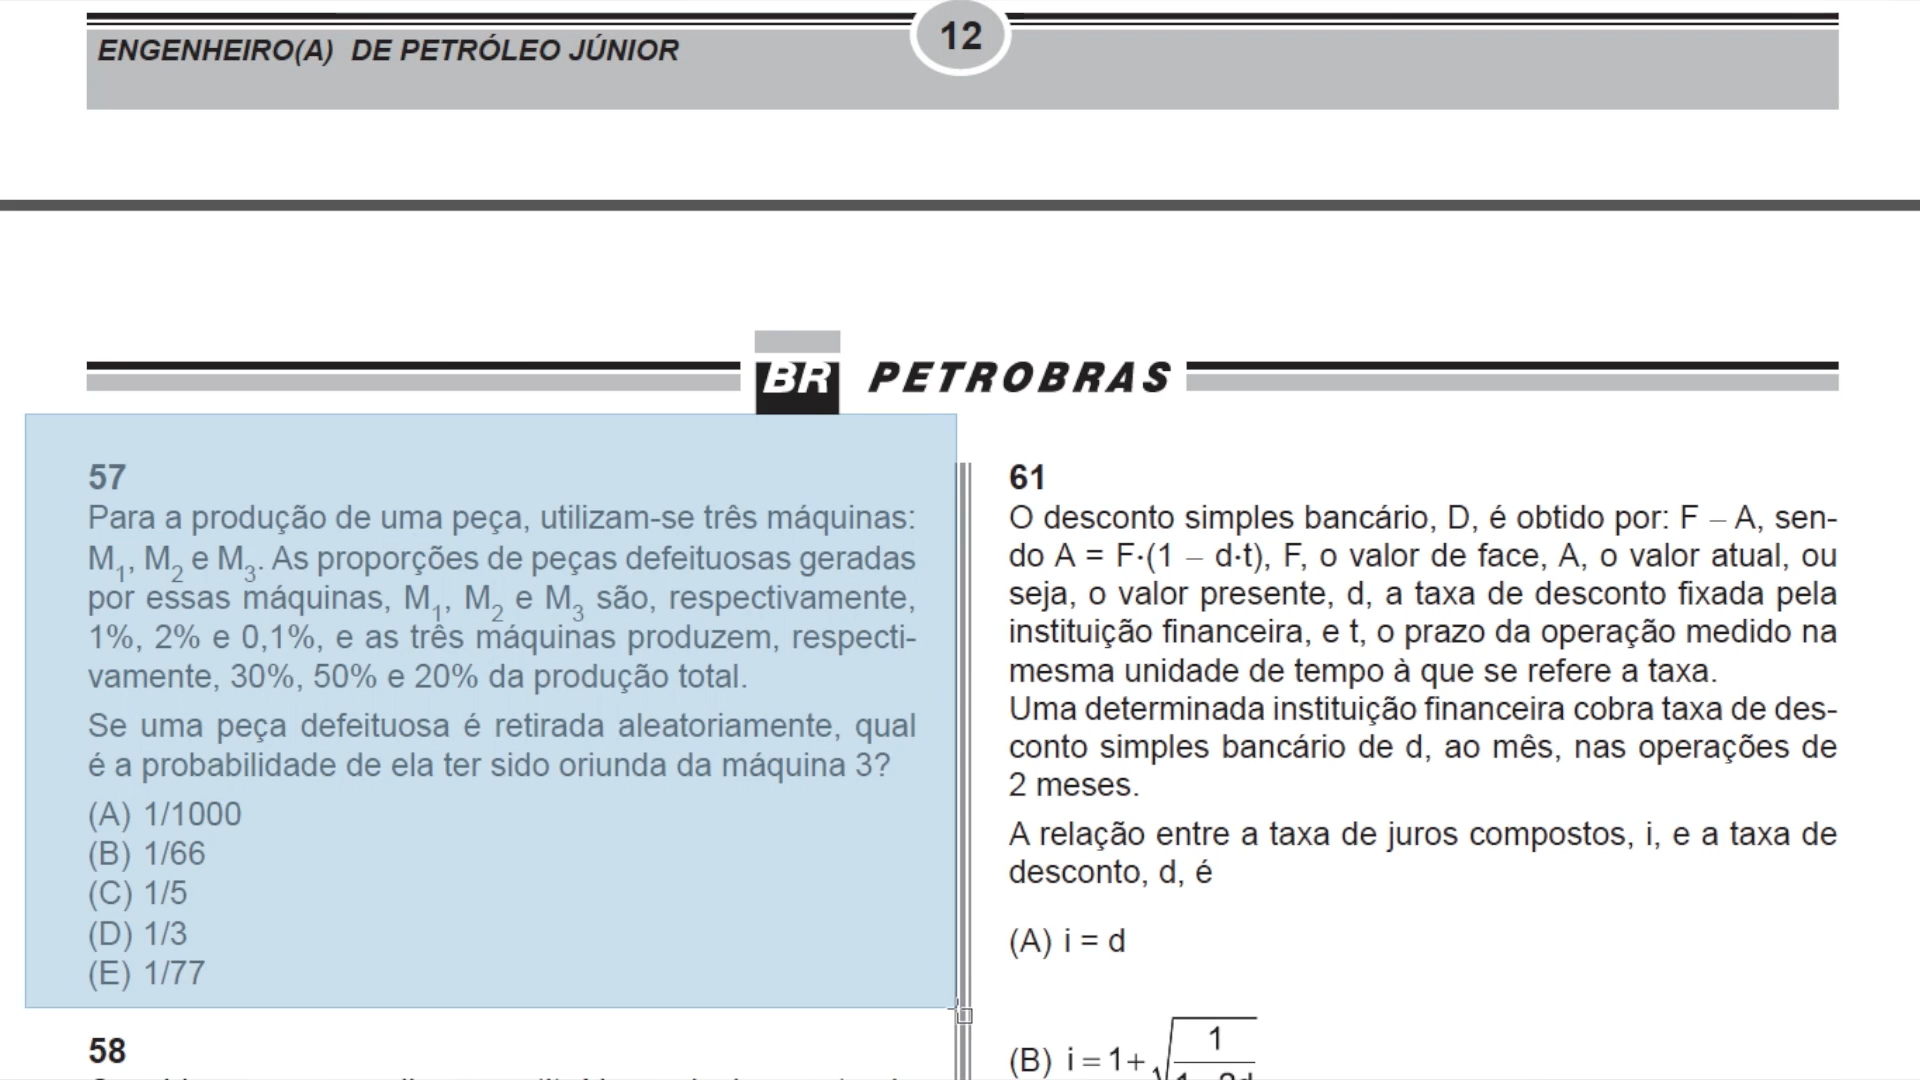 ENGENHEIRO(A) DE PETRÓLEO JÚNIOR
12
BR PETROBRAS
57
Para a produção de uma peça, utilizam-se três máquinas:
M1, M2 e M3. As proporções de peças defeituosas geradas
por essas máquinas, M1, M2 e M3 são, respectivamente,
1%, 2% e 0,1%, e as três máquinas produzem, respecti-
vamente, 30%, 50% e 20% da produção total.
Se uma peça defeituosa é retirada aleatoriamente, qual
é a probabilidade de ela ter sido oriunda da máquina 3?
(A) 1/1000
(B) 1/66
(C) 1/5
(D) 1/3
(E) 1/77
58
61
O desconto simples bancário, D, é obtido por: F – A, sen-
do A = F·(1 – d·t), F, o valor de face, A, o valor atual, ou
seja, o valor presente, d, a taxa de desconto fixada pela
instituição financeira, e t, o prazo da operação medido na
mesma unidade de tempo à que se refere a taxa.
Uma determinada instituição financeira cobra taxa de des-
conto simples bancário de d, ao mês, nas operações de
2 meses.
A relação entre a taxa de juros compostos, i, e a taxa de
desconto, d, é
(A) i = d
(B) i = 1 + √1